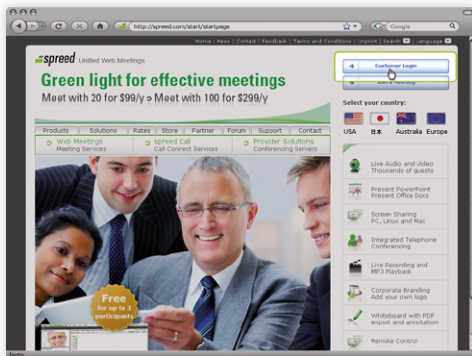 http://spreed.com/start/startpage
Google
Home | News | Contact | Feedback | Terms and Conditions | Imprint | Search | Language
spreed Unified Web Meetings
Customer Login
Green light for effective meetings
Meet with 20 for $99/y o Meet with 100 for $299/y
Select your country:
USA 日本 Australia Europe
Products Solutions Rates Store Partner Forum Support Contact
Web Meetings
Meeting Services
spreed Call
Call Connect Services
Provider Solutions
Conferencing Servers
Live Audio and Video
Thousands of guests
Present PowerPoint
Present Office Docs
Screen Sharing
PC, Linux and Mac
Integrated Telephone
Conferencing
Live Recording and
MP3 Playback
Corporate Branding
Add your own logo
Whiteboard with PDF
export and annotation
Remote Control
Free
for up to 3
participants